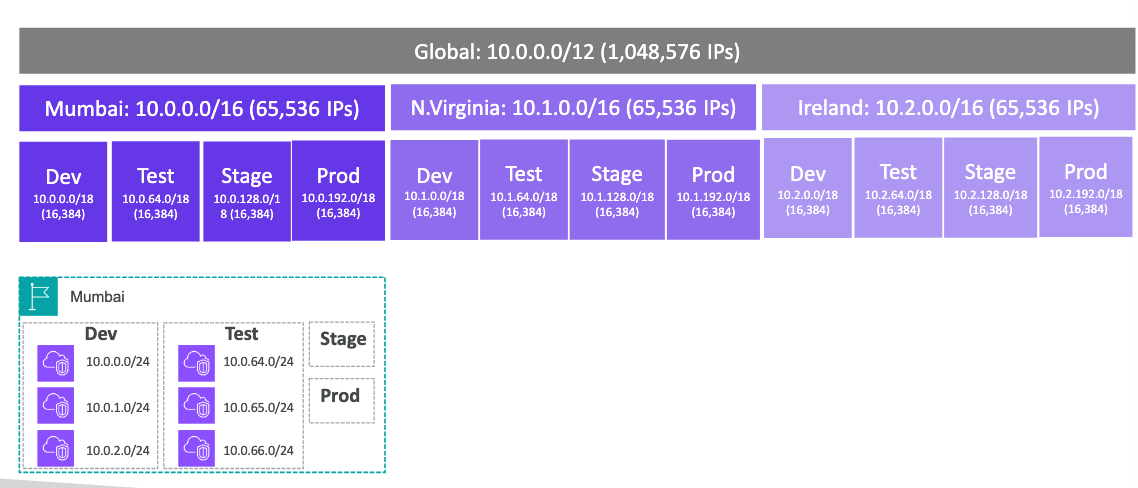 Global: 10.0.0.0/12 (1,048,576 IPs)
Mumbai: 10.0.0.0/16 (65,536 IPs)
N.Virginia: 10.1.0.0/16 (65,536 IPs)
Ireland: 10.2.0.0/16 (65,536 IPs)
Dev
10.0.0.0/18
(16,384)
Test
10.0.64.0/18
(16,384)
Stage
10.0.128.0/1
8 (16,384)
Prod
10.0.192.0/18
(16,384)
Dev
10.1.0.0/18
(16,384)
Test
10.1.64.0/18
(16,384)
Stage
10.1.128.0/18
(16,384)
Prod
10.1.192.0/18
(16,384)
Dev
10.2.0.0/18
(16,384)
Test
10.2.64.0/18
(16,384)
Stage
10.2.128.0/18
(16,384)
Prod
10.2.192.0/18
(16,384)
Mumbai
Dev
10.0.0.0/24
10.0.1.0/24
10.0.2.0/24
Test
10.0.64.0/24
10.0.65.0/24
10.0.66.0/24
Stage
Prod